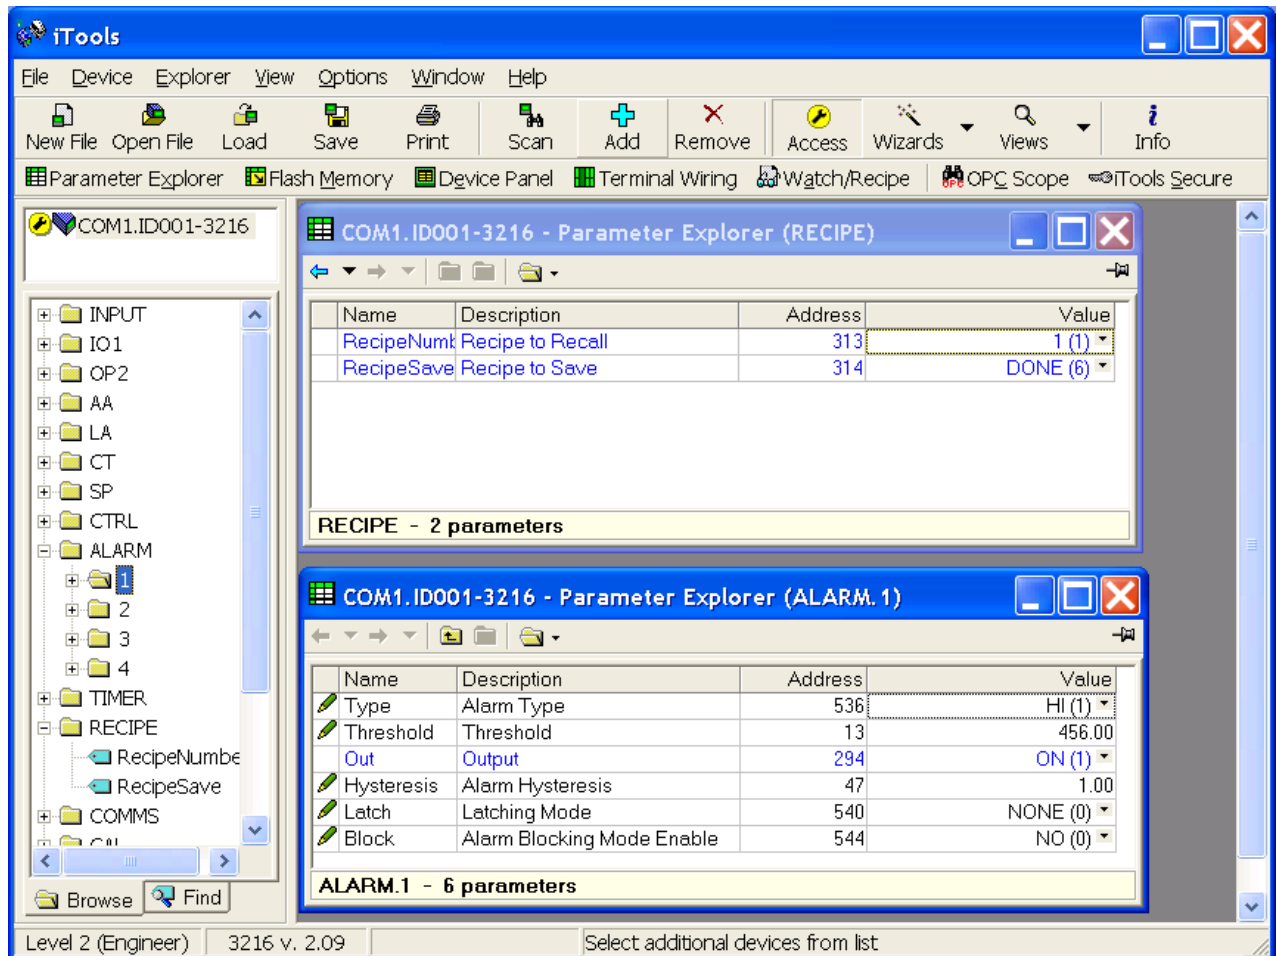 iTools
File Device Explorer View Options Window Help
New File Open File Load Save Print Scan Add Remove Access Wizards Views Info
Parameter Explorer Flash Memory Device Panel Terminal Wiring Watch/Recipe OPC Scope iTools Secure
COM1.ID001-3216
INPUT
IO1
OP2
AA
LA
CT
SP
CTRL
ALARM
1
2
3
4
TIMER
RECIPE
RecipeNumbe
RecipeSave
COMMS
Browse Find
COM1.ID001-3216 - Parameter Explorer (RECIPE)
Name Description Address Value
RecipeNumb Recipe to Recall 313 1 (1)
RecipeSave Recipe to Save 314 DONE (6)
RECIPE - 2 parameters
COM1.ID001-3216 - Parameter Explorer (ALARM.1)
Name Description Address Value
Type Alarm Type 536 HI (1)
Threshold Threshold 13 456.00
Out Output 294 ON (1)
Hysteresis Alarm Hysteresis 47 1.00
Latch Latching Mode 540 NONE (0)
Block Alarm Blocking Mode Enable 544 NO (0)
ALARM.1 - 6 parameters
Level 2 (Engineer) 3216 v. 2.09 Select additional devices from list